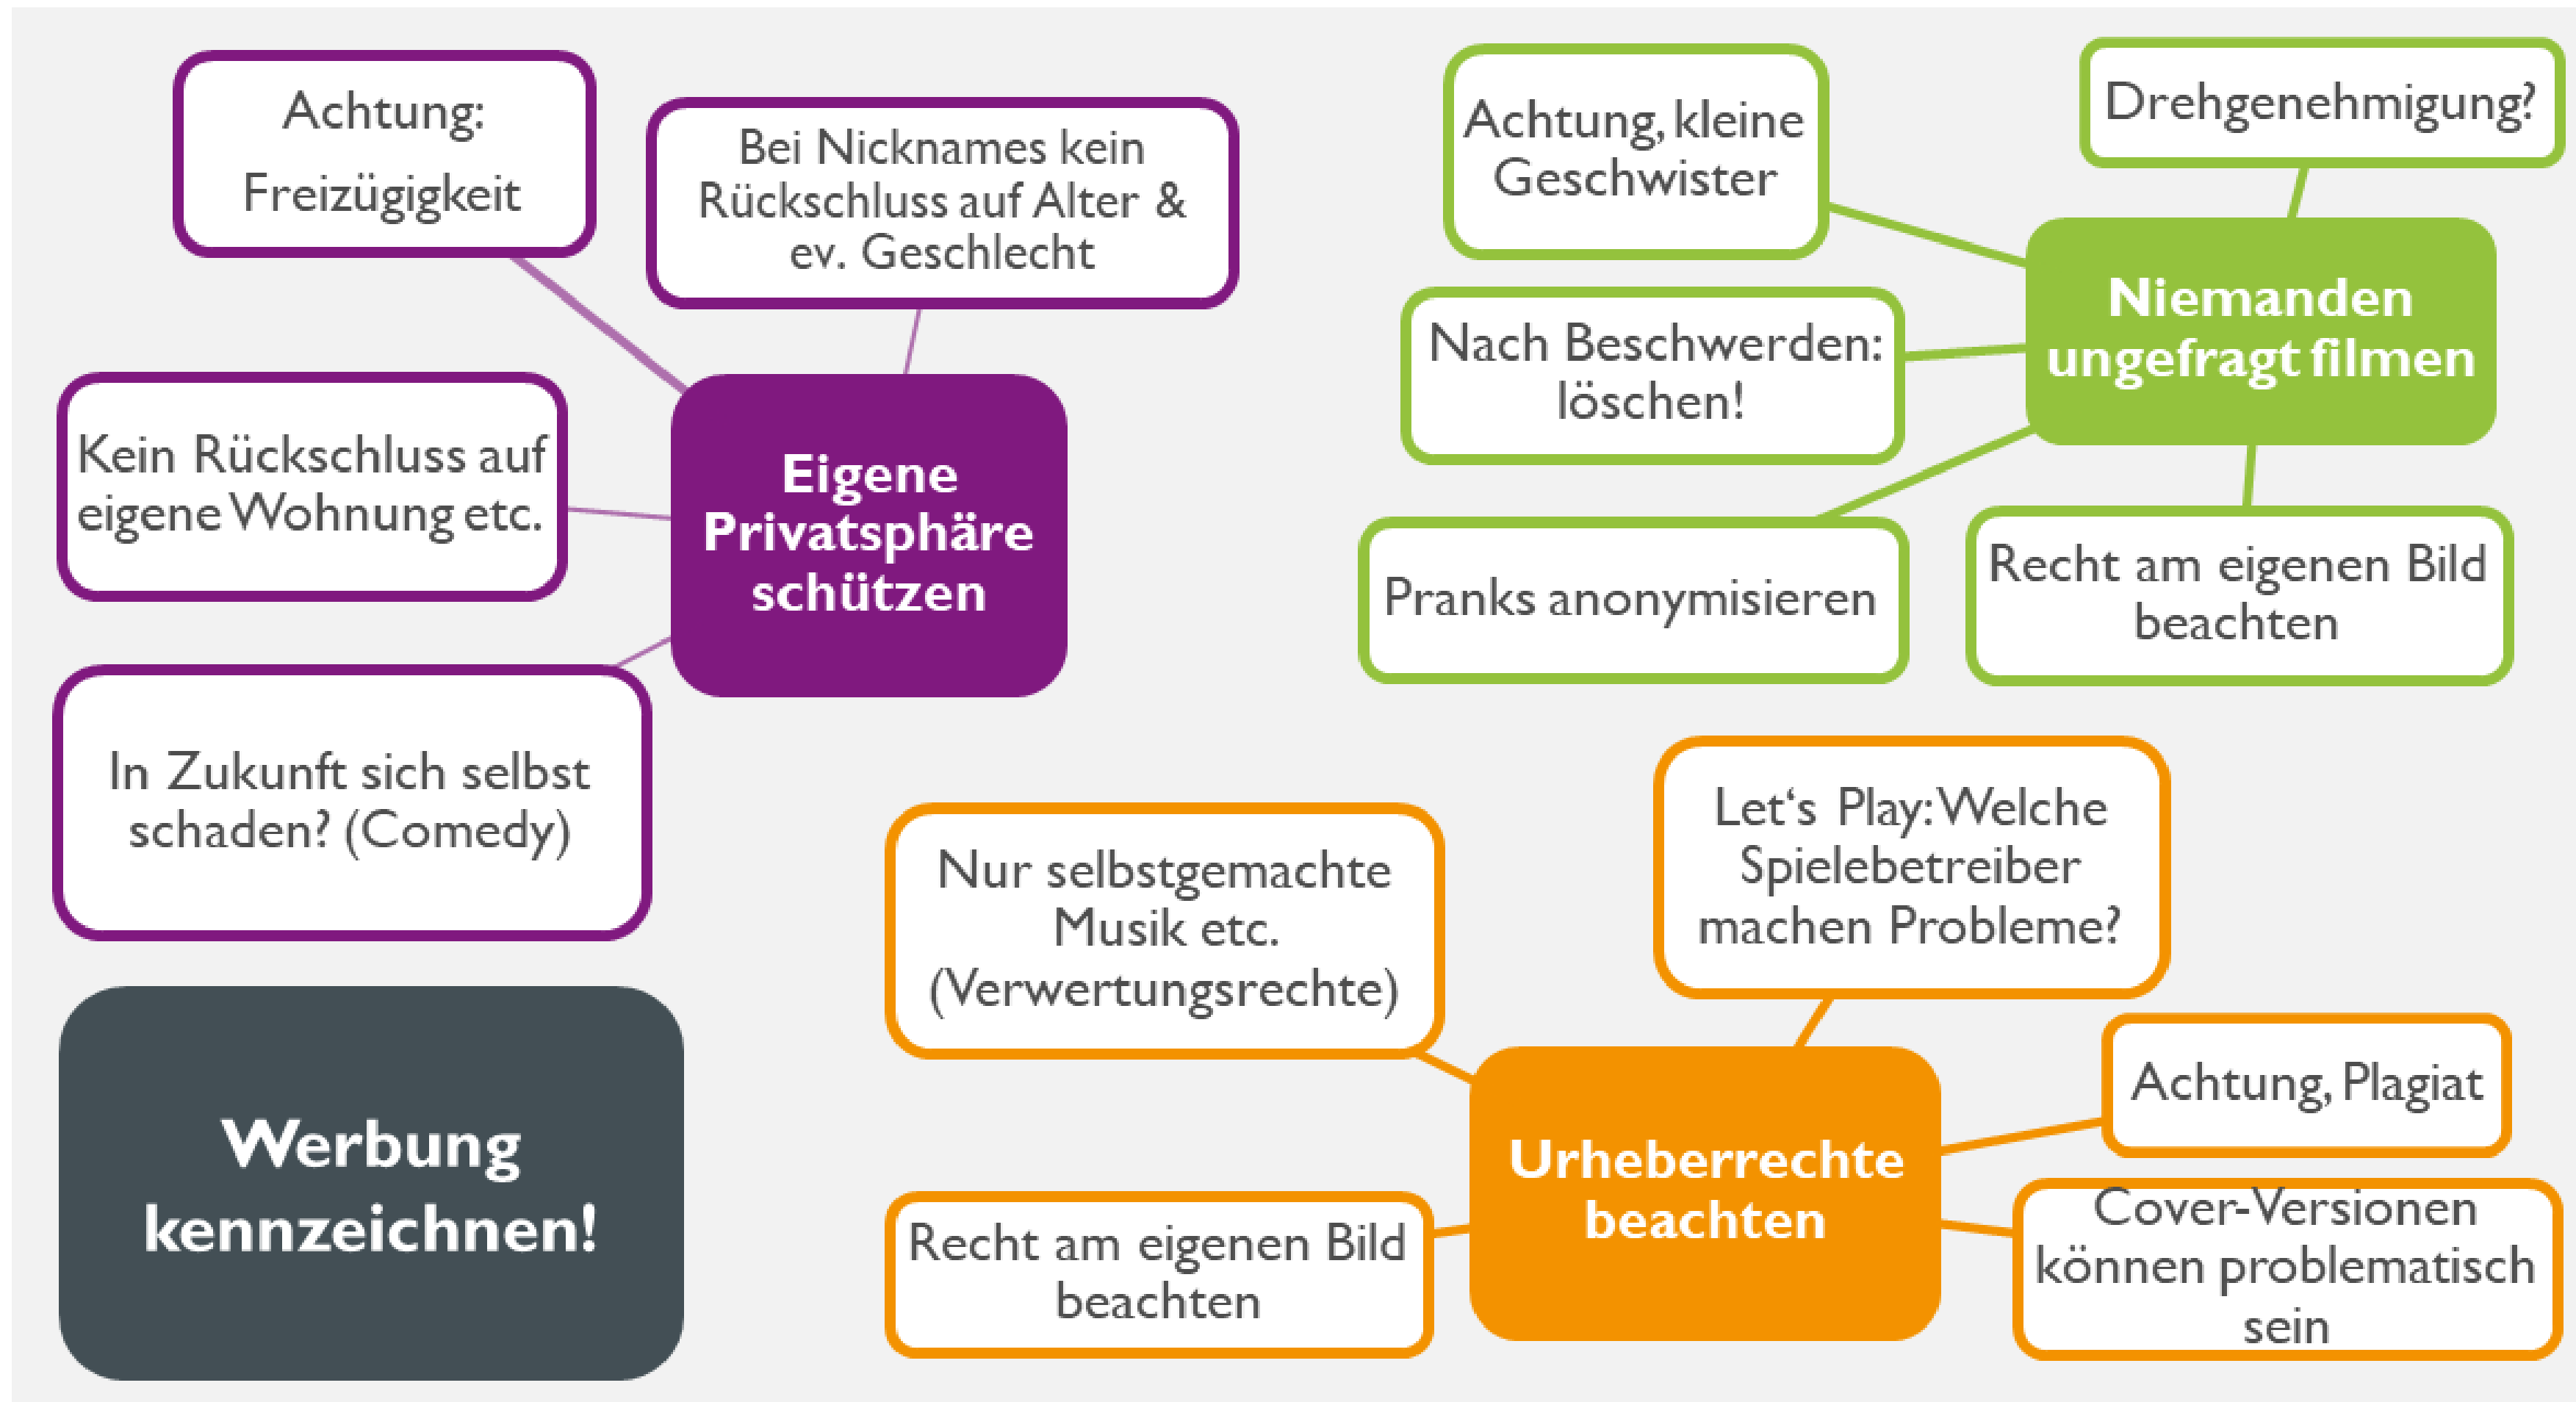 Achtung:
Freizügigkeit
Bei Nicknames kein
Rückschluss auf Alter &
ev. Geschlecht
Kein Rückschluss auf
eigene Wohnung etc.
Eigene
Privatsphäre
schützen
In Zukunft sich selbst
schaden? (Comedy)
Achtung, kleine
Geschwister
Drehgenehmigung?
Niemanden
ungefragt filmen
Nach Beschwerden:
löschen!
Pranks anonymisieren
Recht am eigenen Bild
beachten
Werbung
kennzeichnen!
Nur selbstgemachte
Musik etc.
(Verwertungsrechte)
Let‘s Play: Welche
Spielebetreiber
machen Probleme?
Achtung, Plagiat
Urheberrechte
beachten
Recht am eigenen Bild
beachten
Cover-Versionen
können problematisch
sein